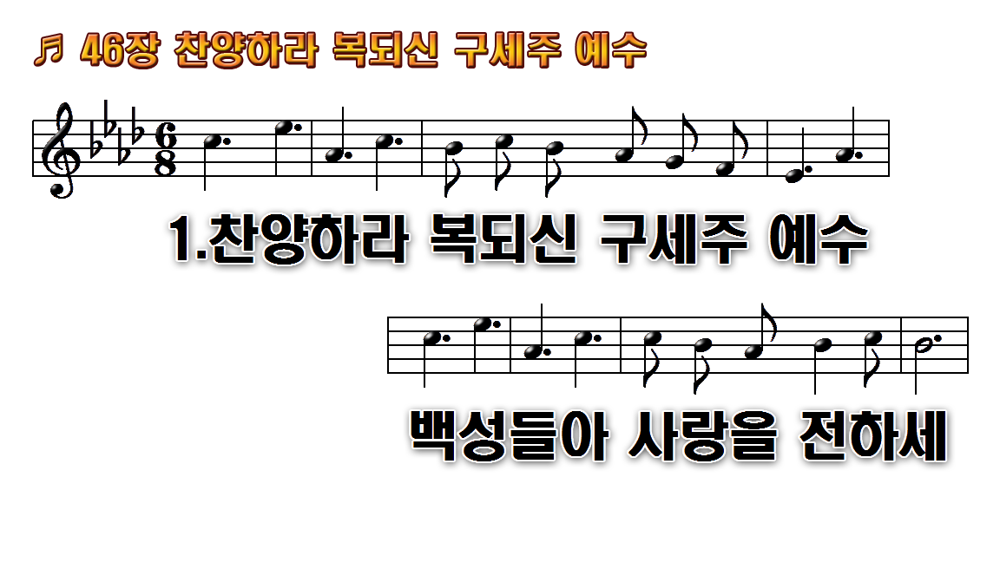 ♬ 46장 찬양하라 복되신 구세주 예수
6
8
1.찬양하라 복되신 구세주 예수
백성들아 사랑을 전하세